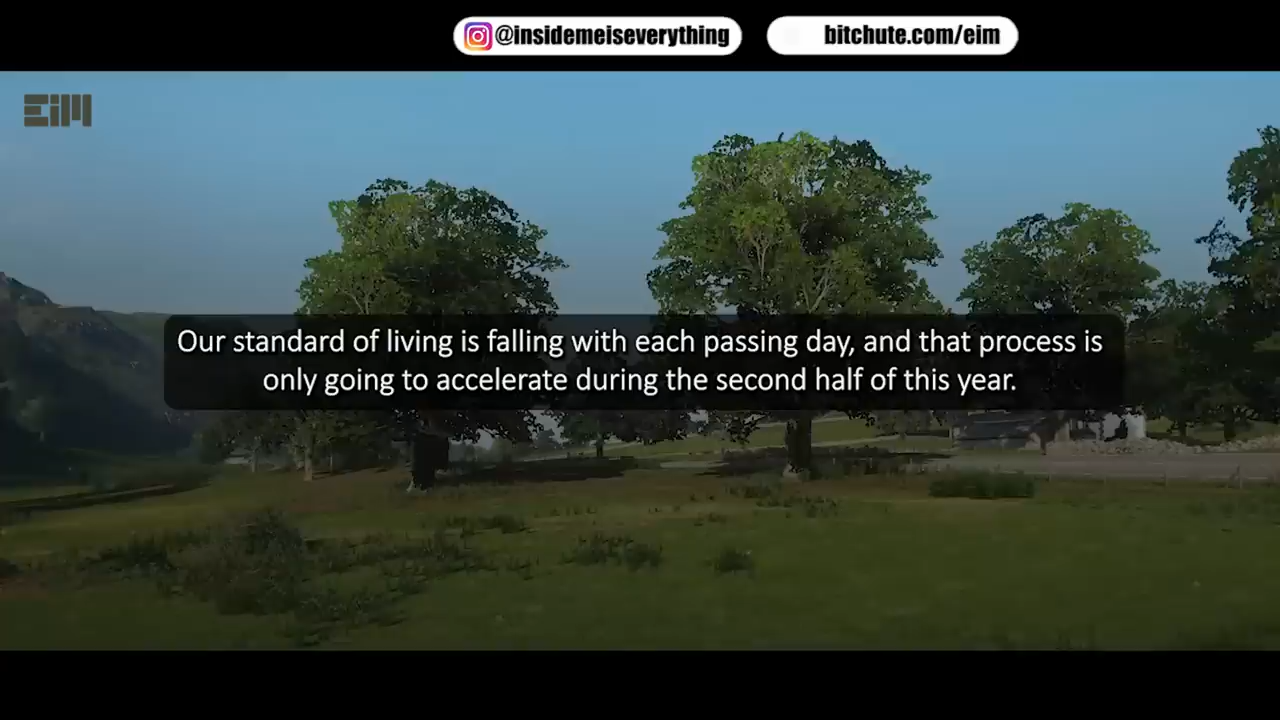 @insidemeiseverything
bitchute.com/eim
EiM
Our standard of living is falling with each passing day, and that process is
only going to accelerate during the second half of this year.